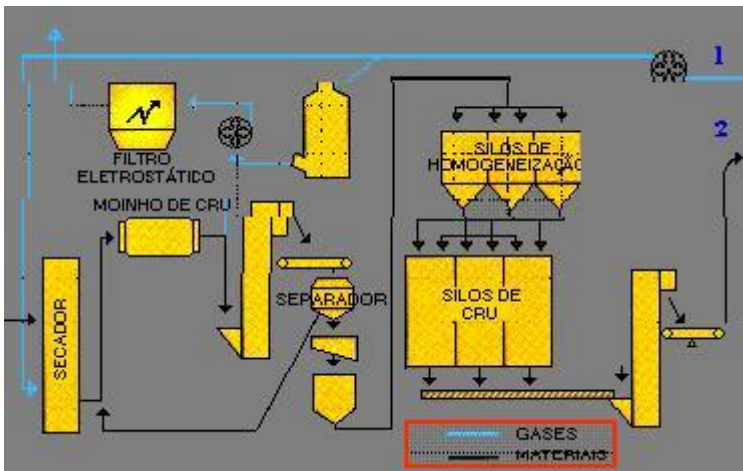 1
2
FILTRO
ELETROSTÁTICO
MOINHO DE CRU
SILOS DE
HOMOGENEIZAÇÃO
SEPARADOR
SILOS DE
CRU
SECADOR
GASES
MATERIAIS